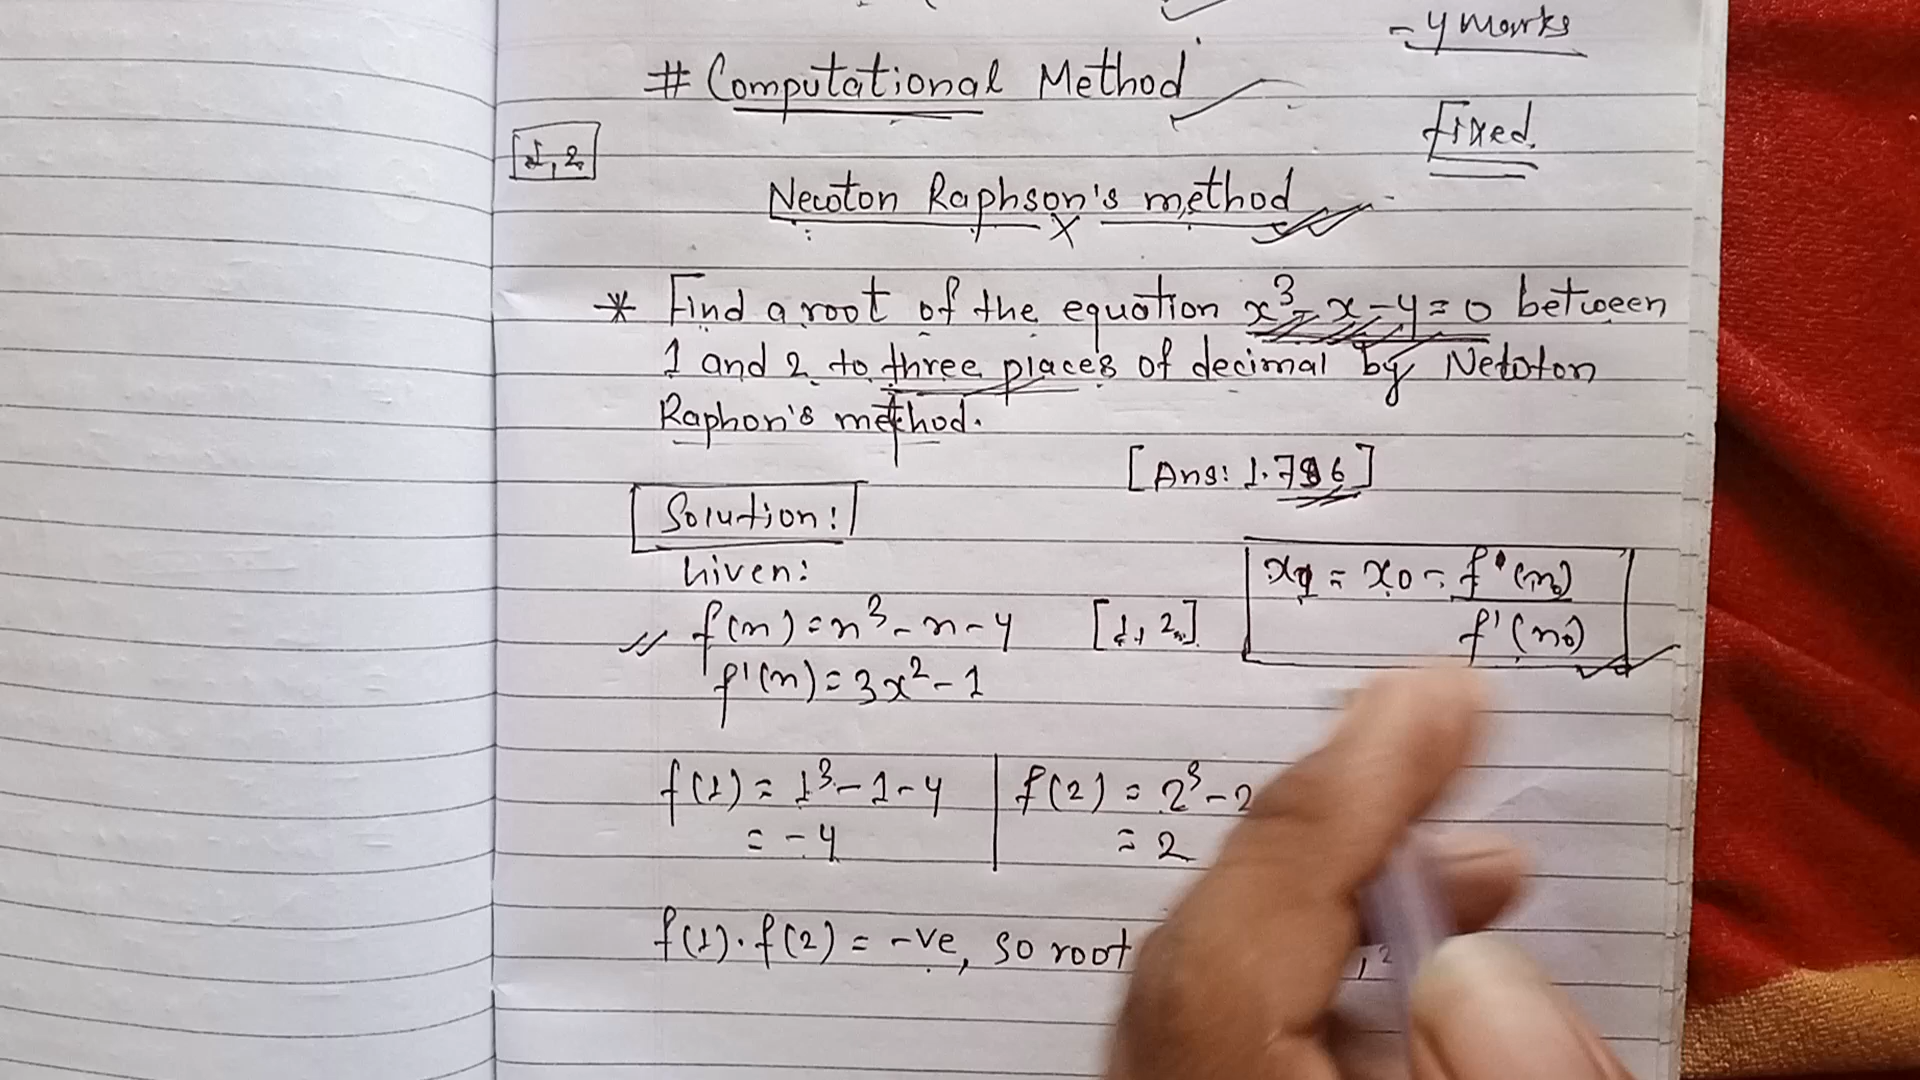 - 4 Marks
# Computational Method
Fixed.
1, 2
Newton Raphson's method
* Find a root of the equation x³ - x - 4 = 0 between
1 and 2 to three places of decimal by Newton
Raphon's method.
[Ans: 1.796]
Solution:
Given:
x1 = x0 - f(x0)
f'(x0)
f(x) = x³ - x - 4 [1, 2]
f'(x) = 3x² - 1
f(1) = 1³ - 1 - 4
f(2) = 2³ - 2
= -4
= 2
f(1). f(2) = -ve, so root , 2